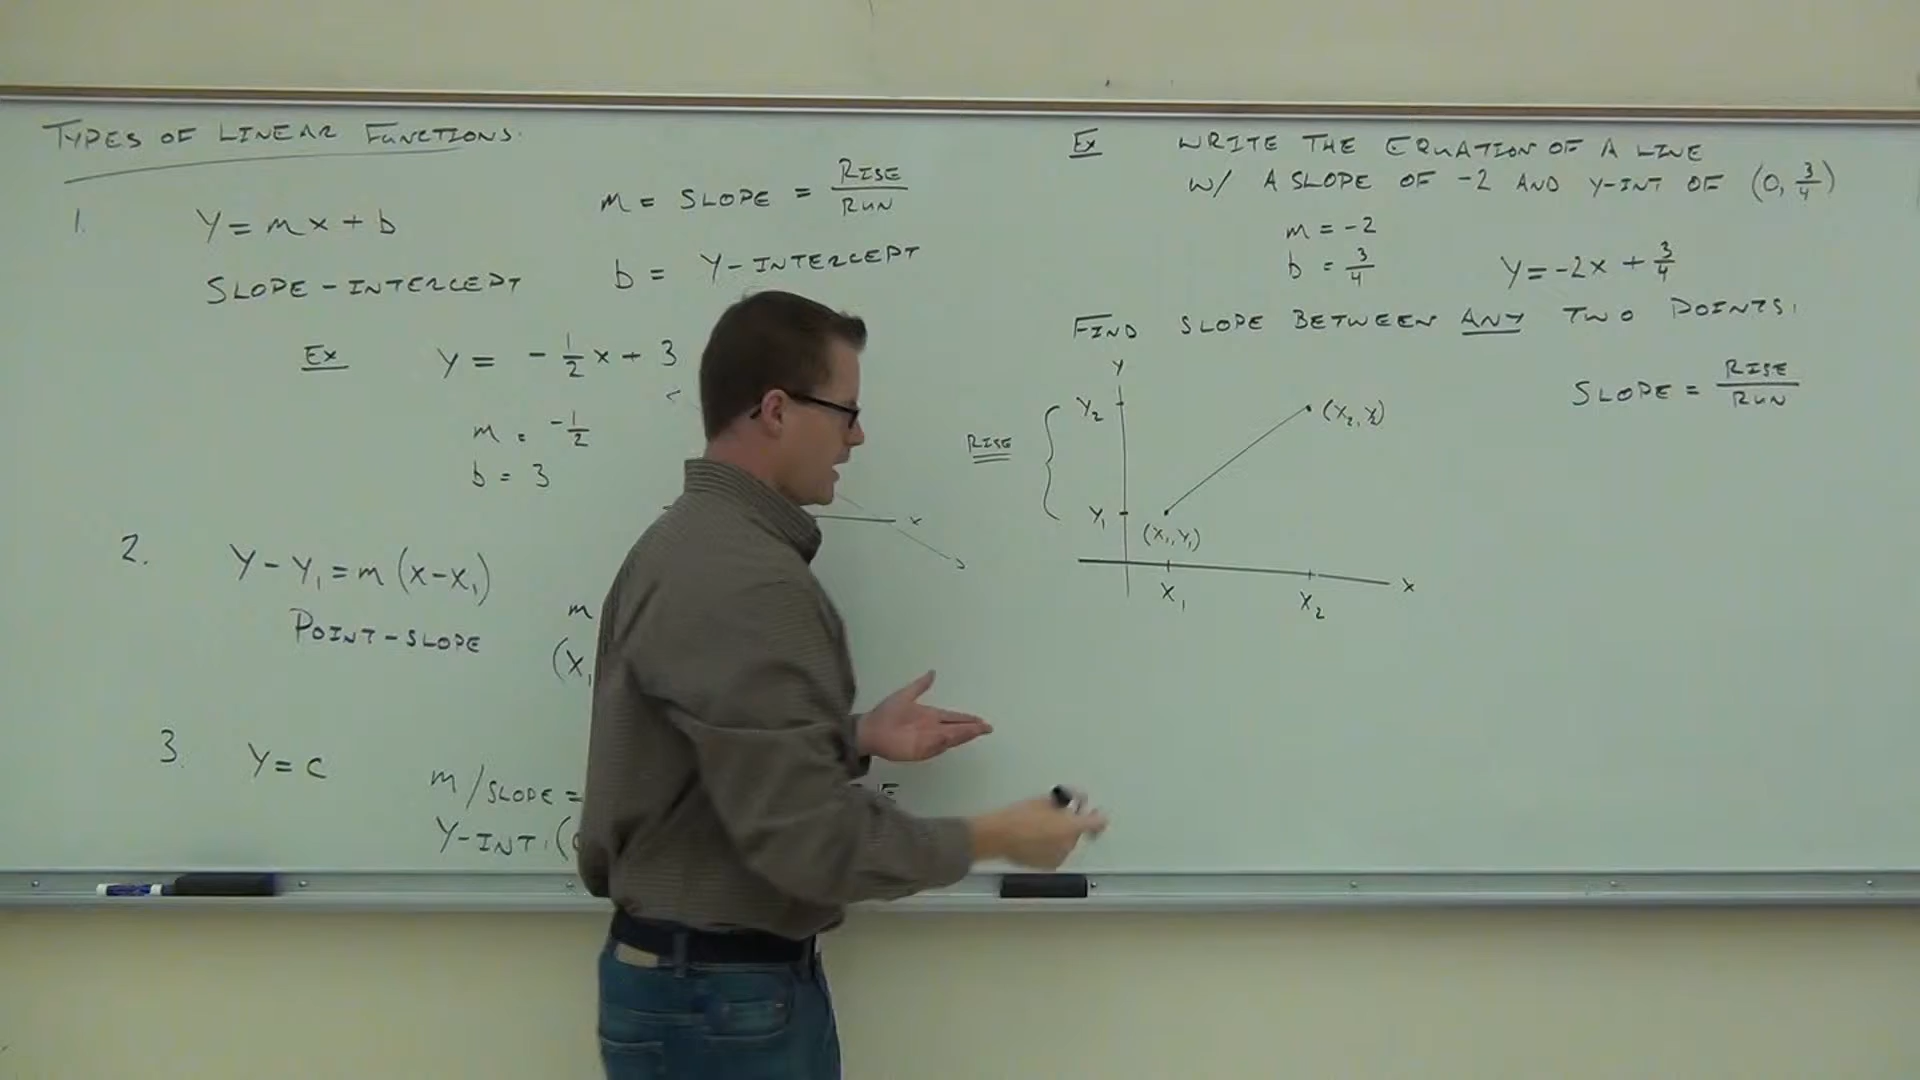 TYPES OF LINEAR FUNCTIONS:
1. Y = mx + b
SLOPE-INTERCEPT
m = SLOPE = RISE/RUN
b = Y-INTERCEPT
Ex Y = -1/2 x + 3
m = -1/2
b = 3
x
2. Y - Y₁ = m(x - x₁)
POINT-SLOPE
m
(x₁
3. Y = C
m/SLOPE =
Y-INT: (
Ex WRITE THE EQUATION OF A LINE
W/ A SLOPE OF -2 AND Y-INT OF (0, 3/4)
m = -2
b = 3/4
Y = -2x + 3/4
FIND SLOPE BETWEEN ANY TWO POINTS:
SLOPE = RISE/RUN
Y
Y₂
(x₂, Y₂)
RISE
Y₁
(x₁, Y₁)
x
x₁
x₂